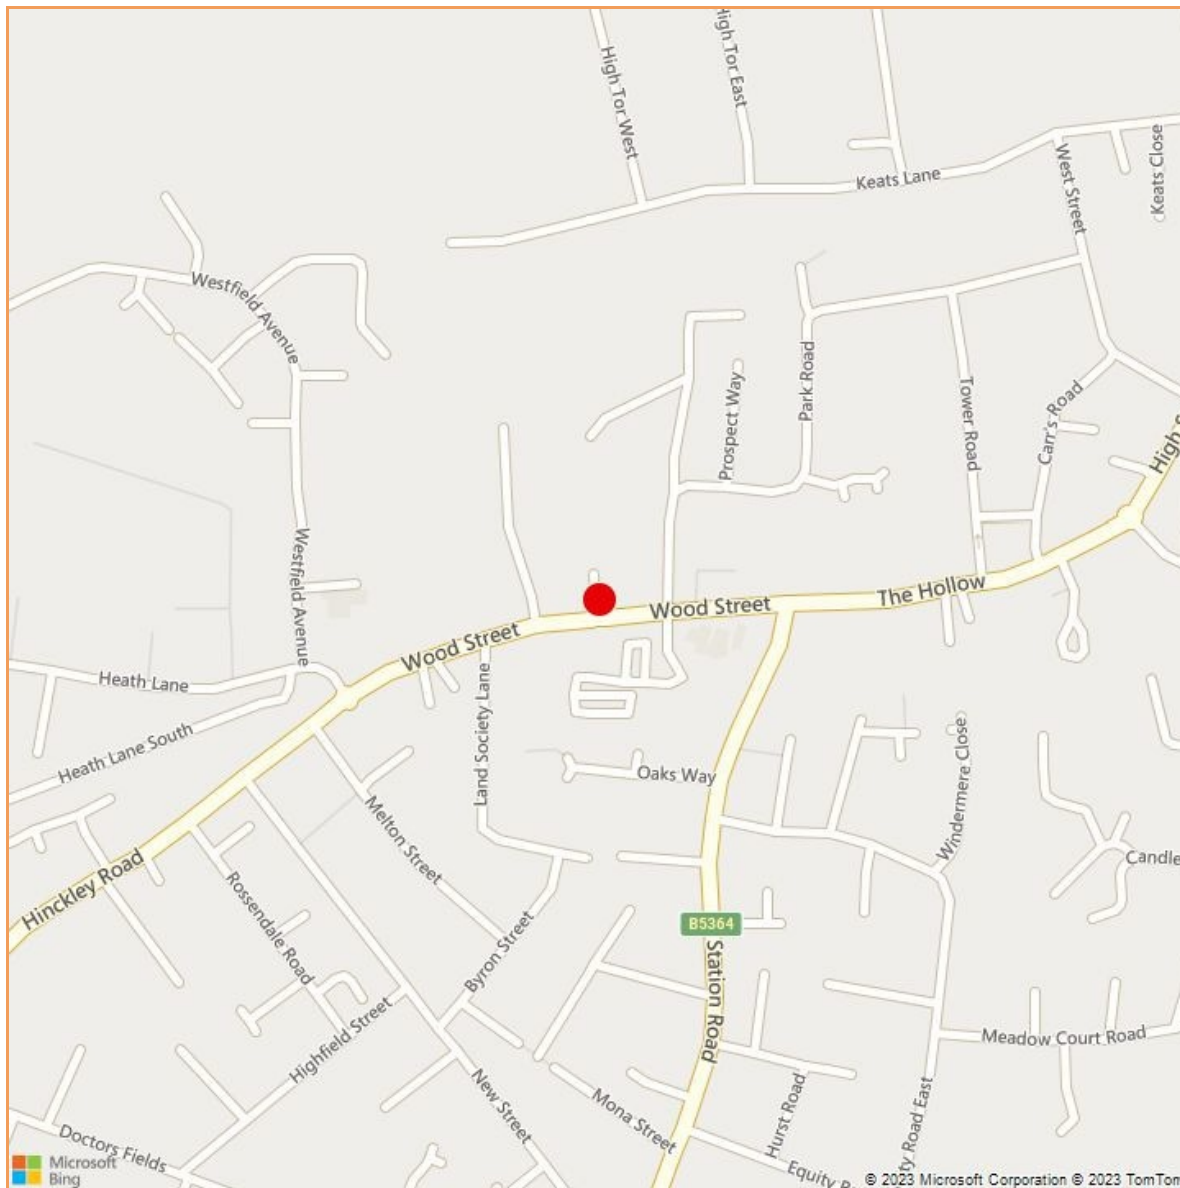 High Tor West
High Tor East
Keats Lane
West Street
Keats Close
Westfield Avenue
Prospect Way
Park Road
Tower Road
Carr's Road
High S
Westfield Avenue
Wood Street
The Hollow
Wood Street
Heath Lane
Heath Lane South
Land Society Lane
Oaks Way
Windermere Close
Melton Street
Hinckley Road
Candle
Rossendale Road
Byron Street
B5364
Station Road
Highfield Street
Meadow Court Road
New Street
Mona Street
Hurst Road
ty Road East
Doctors Fields
Equity R
Microsoft
Bing
© 2023 Microsoft Corporation © 2023 TomTom